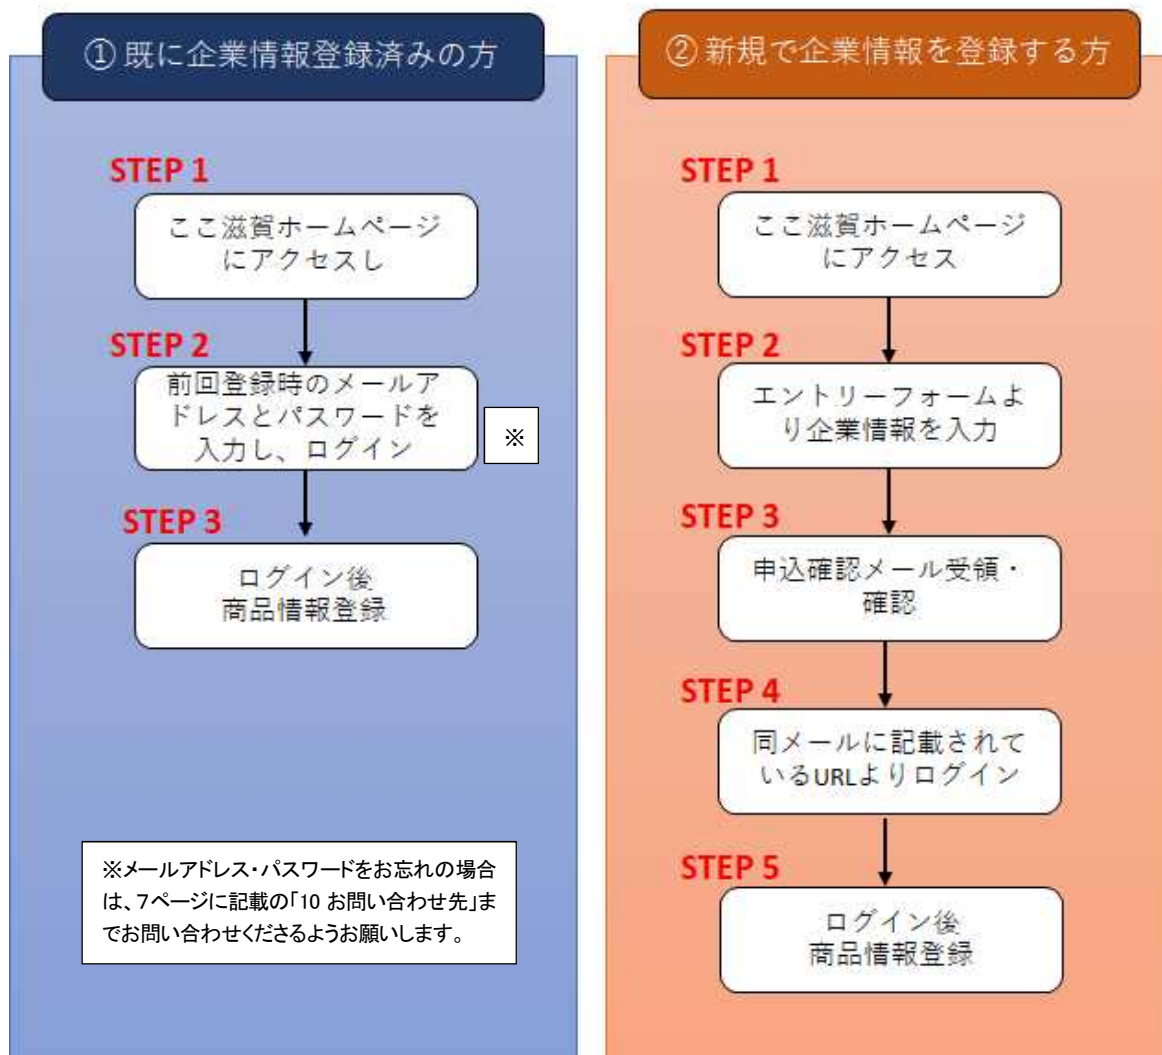 ① 既に企業情報登録済みの方
STEP 1
ここ滋賀ホームページ
にアクセスし
STEP 2
前回登録時のメールア
ドレスとパスワードを
入力し、ログイン
※
STEP 3
ログイン後
商品情報登録
※メールアドレス・パスワードをお忘れの場合
は、7ページに記載の「10 お問い合わせ先」ま
でお問い合わせくださるようお願いします。
② 新規で企業情報を登録する方
STEP 1
ここ滋賀ホームページ
にアクセス
STEP 2
エントリーフォームよ
り企業情報を入力
STEP 3
申込確認メール受領・
確認
STEP 4
同メールに記載されて
いるURLよりログイン
STEP 5
ログイン後
商品情報登録